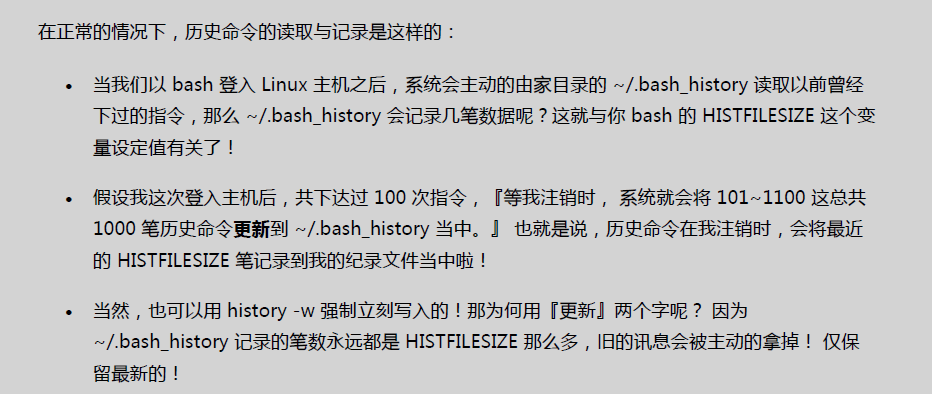 在正常的情况下，历史命令的读取与记录是这样的：
• 当我们以 bash 登入 Linux 主机之后，系统会主动的由家目录的 ~/.bash_history 读取以前曾经
下过的指令，那么 ~/.bash_history 会记录几笔数据呢？这就与你 bash 的 HISTFILESIZE 这个变
量设定值有关了！
• 假设我这次登入主机后，共下达过 100 次指令，『等我注销时， 系统就会将 101~1100 这总共
1000 笔历史命令更新到 ~/.bash_history 当中。』 也就是说，历史命令在我注销时，会将最近
的 HISTFILESIZE 笔记录到我的纪录文件当中啦！
• 当然，也可以用 history -w 强制立刻写入的！那为何用『更新』两个字呢？ 因为
~/.bash_history 记录的笔数永远都是 HISTFILESIZE 那么多，旧的讯息会被主动的拿掉！ 仅保
留最新的！